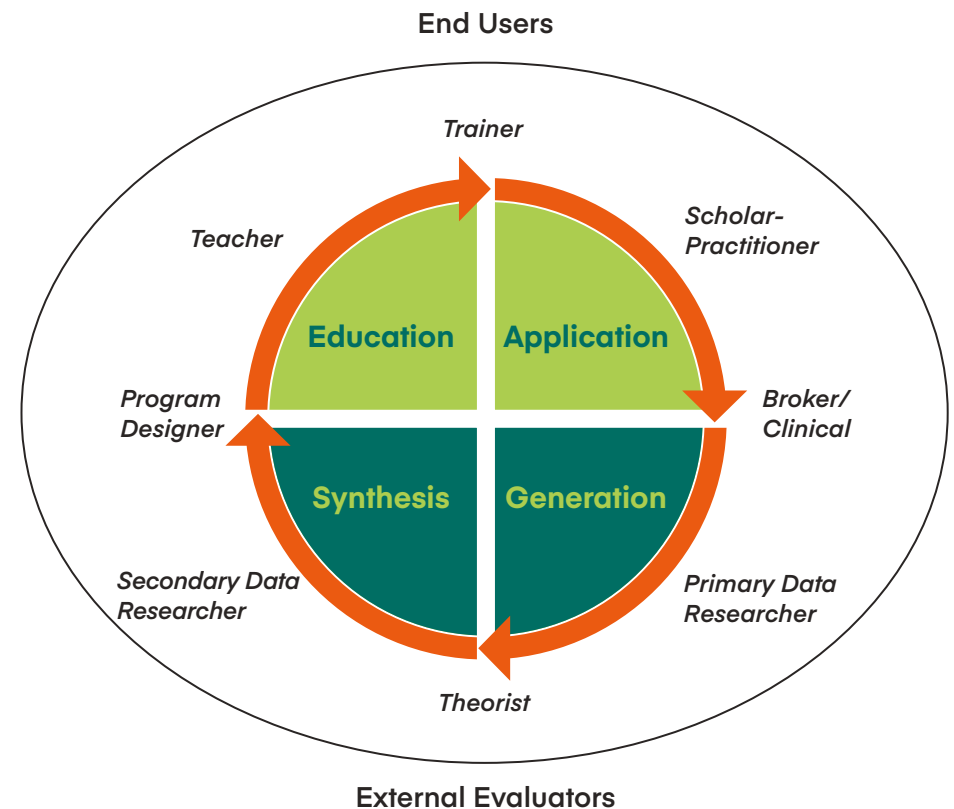 End Users
Trainer
Teacher
Scholar-
Practitioner
Education
Application
Program
Designer
Broker/
Clinical
Synthesis
Generation
Secondary Data
Researcher
Primary Data
Researcher
Theorist
External Evaluators